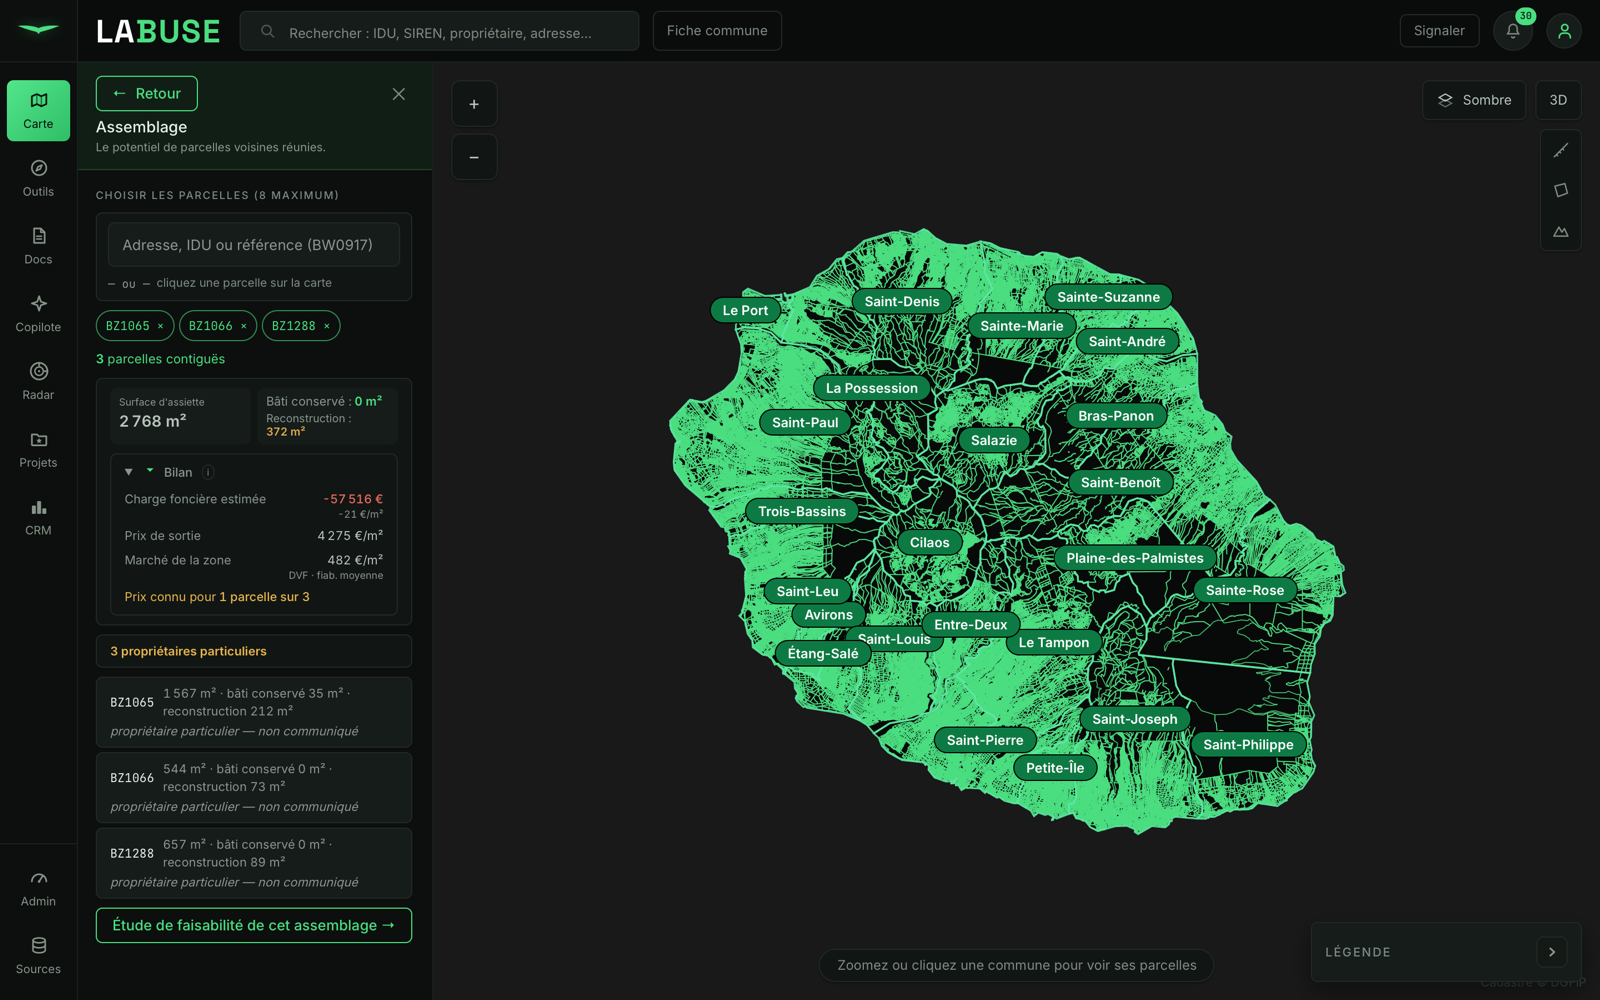 LABUSE
Rechercher : IDU, SIREN, propriétaire, adresse...
Fiche commune
Signaler
30
Carte
Outils
Docs
Copilote
Radar
Projets
CRM
Admin
Sources
← Retour
Assemblage
Le potentiel de parcelles voisines réunies.
CHOISIR LES PARCELLES (8 MAXIMUM)
Adresse, IDU ou référence (BW0917)
— OU — cliquez une parcelle sur la carte
BZ1065 × BZ1066 × BZ1288 ×
3 parcelles contiguës
Surface d'assiette
2 768 m²
Bâti conservé : 0 m²
Reconstruction :
372 m²
▼ Bilan i
Charge foncière estimée -57 516 €
-21 €/m²
Prix de sortie 4 275 €/m²
Marché de la zone 482 €/m²
DVF · fiab. moyenne
Prix connu pour 1 parcelle sur 3
3 propriétaires particuliers
BZ1065 1 567 m² · bâti conservé 35 m² ·
reconstruction 212 m²
propriétaire particulier — non communiqué
BZ1066 544 m² · bâti conservé 0 m² ·
reconstruction 73 m²
propriétaire particulier — non communiqué
BZ1288 657 m² · bâti conservé 0 m² ·
reconstruction 89 m²
propriétaire particulier — non communiqué
Étude de faisabilité de cet assemblage →
+
−
Sombre
3D
Le Port
Saint-Denis
Sainte-Suzanne
Sainte-Marie
Saint-André
La Possession
Saint-Paul
Bras-Panon
Salazie
Saint-Benoît
Trois-Bassins
Cilaos
Plaine-des-Palmistes
Saint-Leu
Sainte-Rose
Avirons
Entre-Deux
Saint-Louis
Le Tampon
Étang-Salé
Saint-Joseph
Saint-Pierre
Saint-Philippe
Petite-Île
Zoomez ou cliquez une commune pour voir ses parcelles
LÉGENDE
Cadastre © DGFIP